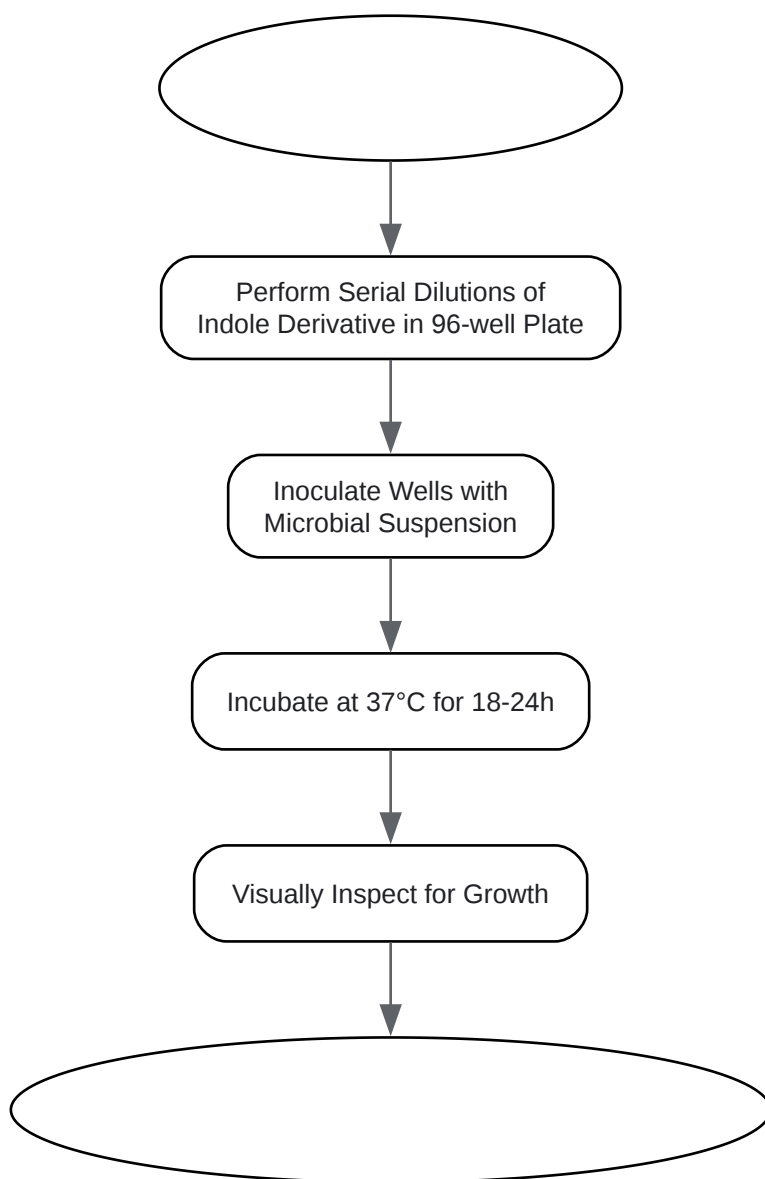 Perform Serial Dilutions of
Indole Derivative in 96-well Plate
Inoculate Wells with
Microbial Suspension
Incubate at 37°C for 18-24h
Visually Inspect for Growth